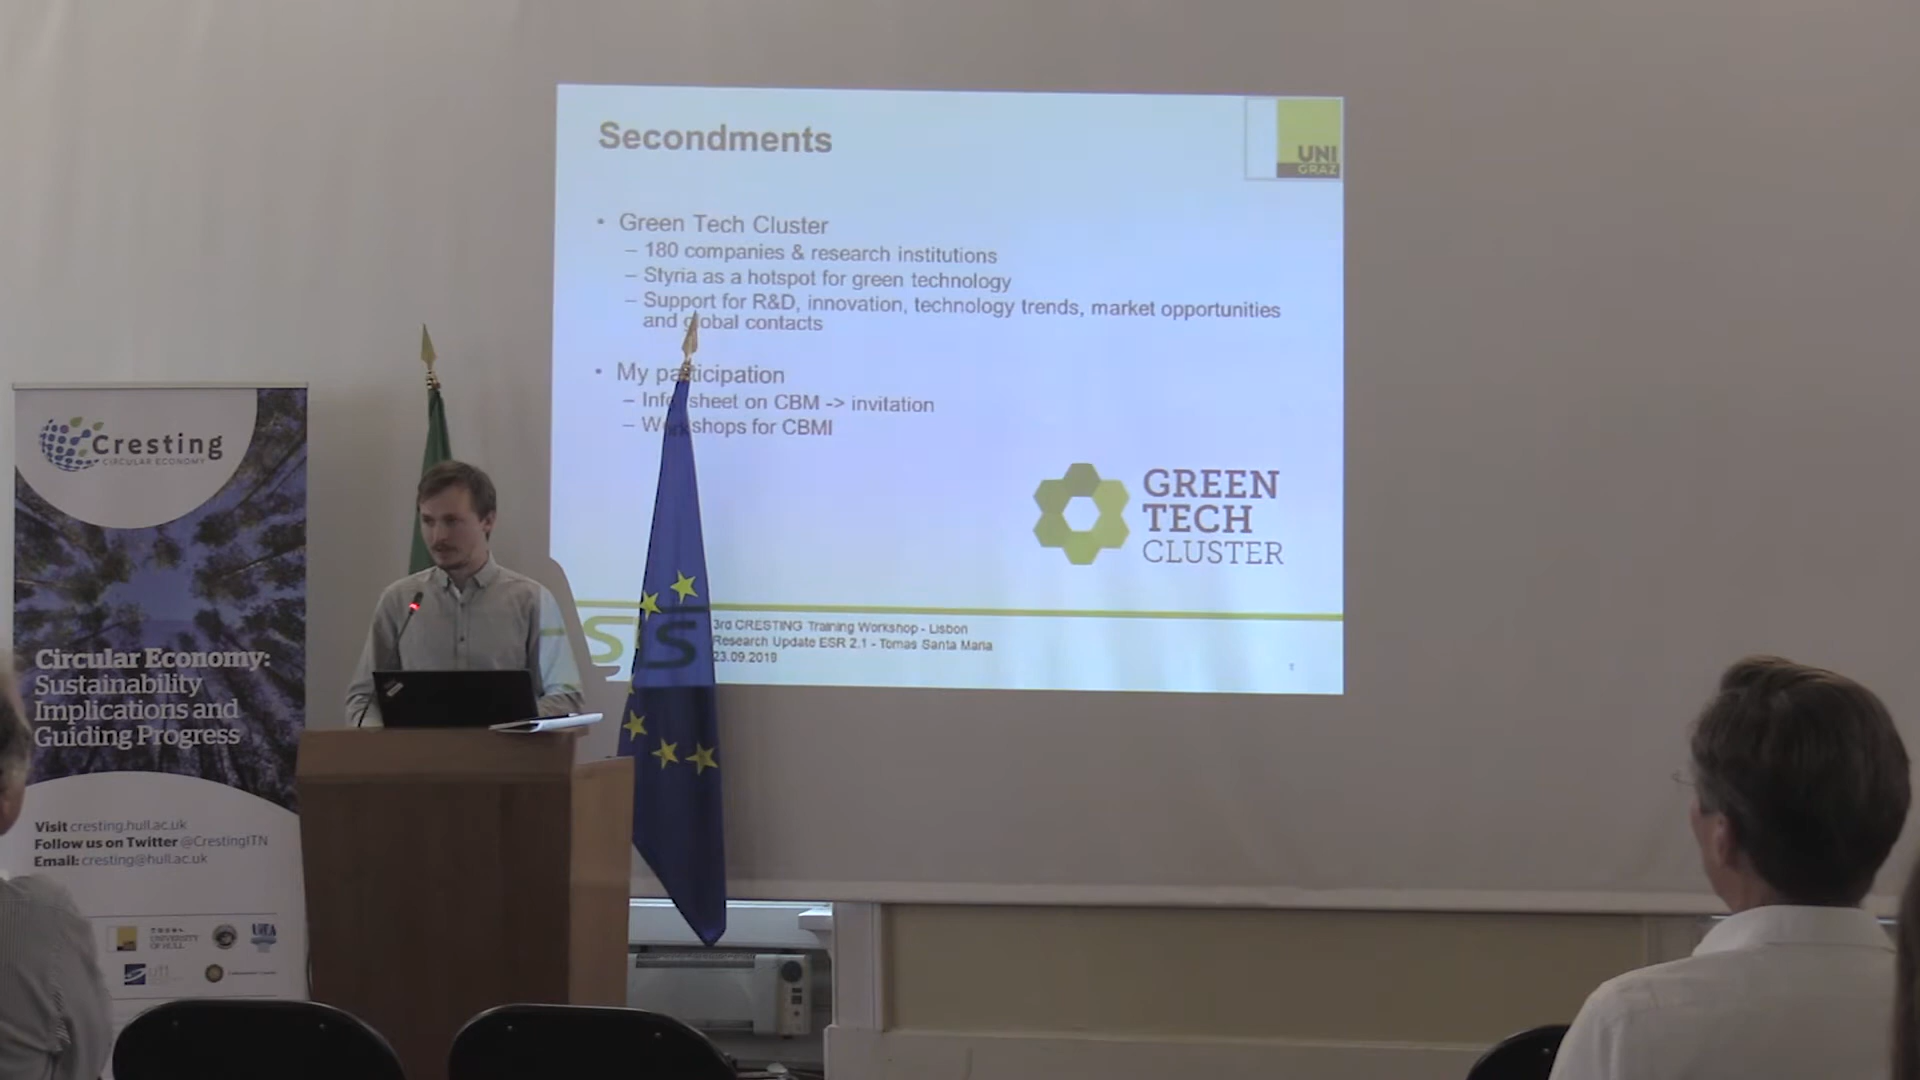 Secondments
UNI
GRAZ
• Green Tech Cluster
– 180 companies & research institutions
– Styria as a hotspot for green technology
– Support for R&D, innovation, technology trends, market opportunities
and global contacts
• My participation
– Info sheet on CBM -> invitation
– Workshops for CBMI
GREEN
TECH
CLUSTER
3rd CRESTING Training Workshop - Lisbon
Research Update ESR 2.1 - Tomas Santa Maria
23.09.2019
Cresting
CIRCULAR ECONOMY
Circular Economy:
Sustainability
Implications and
Guiding Progress
Visit cresting.hull.ac.uk
Follow us on Twitter @CrestingITN
Email: cresting@hull.ac.uk
UNIVERSITY
OF HULL